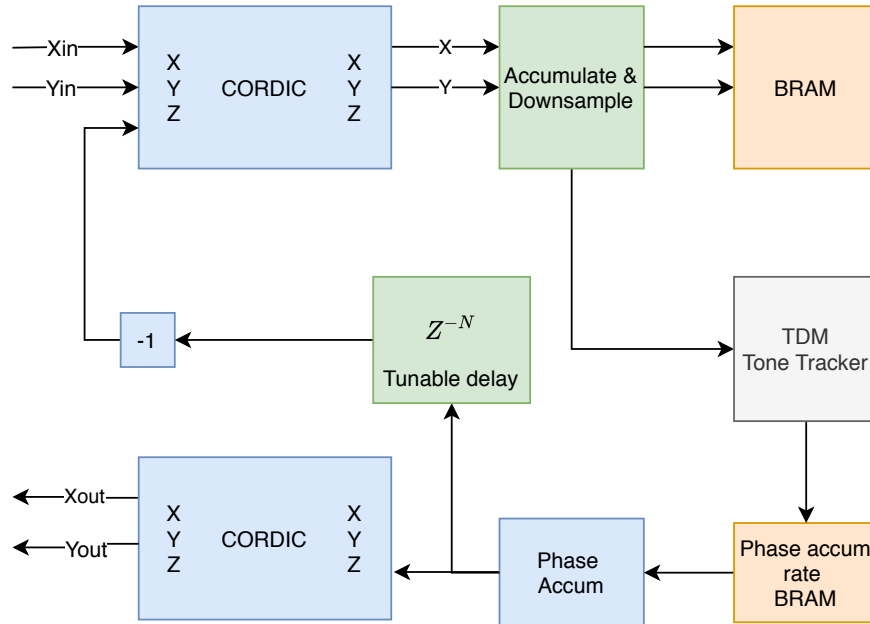 Xin
Yin
X
Y
Z
CORDIC
X
Y
Z
X
Y
Accumulate &
Downsample
BRAM
-1
Z^{-N}
Tunable delay
TDM
Tone Tracker
Xout
Yout
X
Y
Z
CORDIC
X
Y
Z
Phase
Accum
Phase accum
rate
BRAM